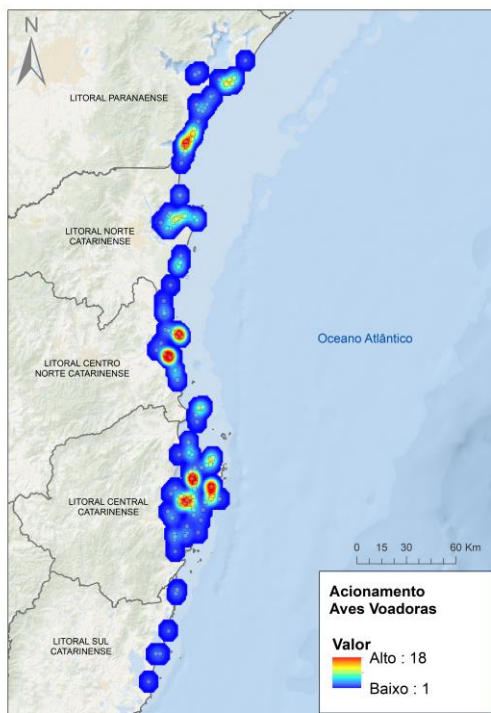 N
LITORAL PARANAENSE
LITORAL NORTE
CATARINENSE
Oceano Atlântico
LITORAL CENTRO
NORTE CATARINENSE
LITORAL CENTRAL
CATARINENSE
0 15 30 60 Km
LITORAL SUL
CATARINENSE
Acionamento
Aves Voadoras
Valor
Alto : 18
Baixo : 1